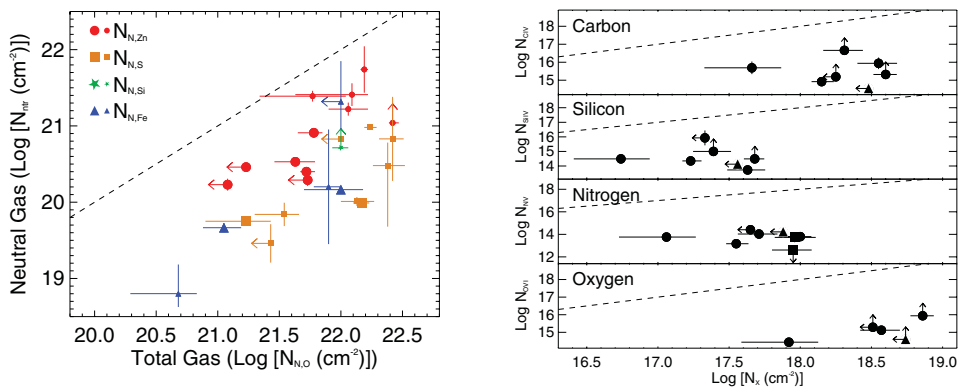 N_N,Zn
N_N,S
N_N,Si
N_N,Fe
Neutral Gas (Log [N_ntr (cm⁻²)])
22
21
20
19
20.0 20.5 21.0 21.5 22.0 22.5
Total Gas (Log [N_N,O (cm⁻²)])
Carbon
Log N_CIV
18
17
16
15
Silicon
Log N_SiIV
18
16
15
14
Nitrogen
Log N_NV
18
16
14
12
Oxygen
Log N_OVI
18
17
16
15
16.5 17.0 17.5 18.0 18.5 19.0
Log [N_x (cm⁻²)]